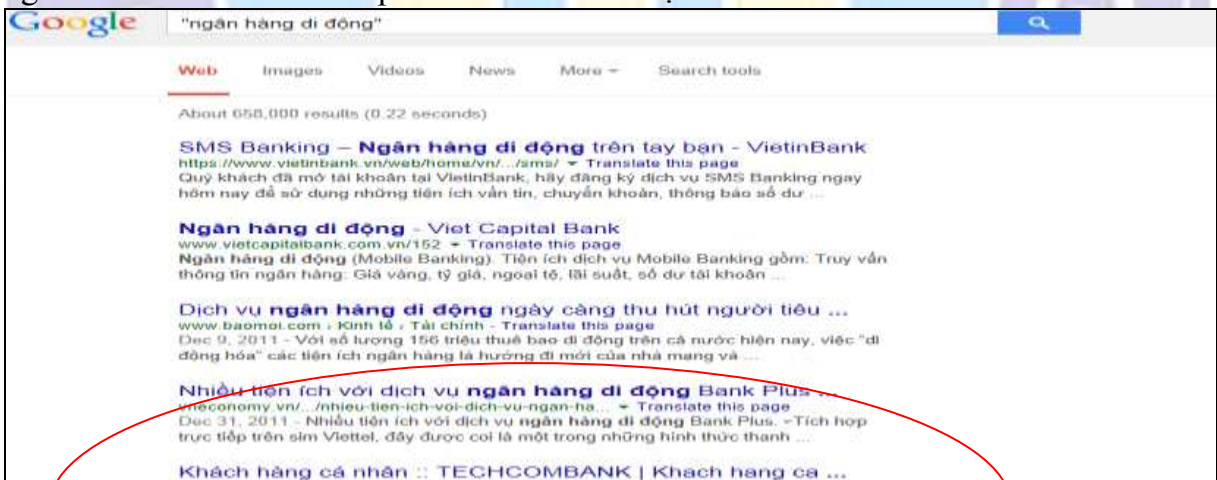 Google "ngân hàng di động"
Web Images Videos News More Search tools
About 658,000 results (0.22 seconds)
SMS Banking – Ngân hàng di động trên tay bạn - VietinBank
https://www.vietinbank.vn/web/home/vn/.../sms/ Translate this page
Quý khách đã mở tài khoản tại VietinBank, hãy đăng ký dịch vụ SMS Banking ngay
hôm nay để sử dụng những tiện ích vấn tin, chuyển khoản, thông báo số dư ...
Ngân hàng di động - Viet Capital Bank
www.vietcapitalbank.com.vn/152 Translate this page
Ngân hàng di động (Mobile Banking). Tiện ích dịch vụ Mobile Banking gồm: Truy vấn
thông tin ngân hàng: Giá vàng, tỷ giá, ngoại tệ, lãi suất, số dư tài khoản ...
Dịch vụ ngân hàng di động ngày càng thu hút người tiêu ...
www.baomoi.com › Kinh tế › Tài chính - Translate this page
Dec 9, 2011 - Với số lượng 156 triệu thuê bao di động trên cả nước hiện nay, việc "di
động hóa" các tiện ích ngân hàng là hướng đi mới của nhà mạng và ...
Nhiều tiện ích với dịch vụ ngân hàng di động Bank Plus ...
vneconomy.vn/.../nhieu-tien-ich-voi-dich-vu-ngan-ha... Translate this page
Dec 31, 2011 - Nhiều tiện ích với dịch vụ ngân hàng di động Bank Plus. Tích hợp
trực tiếp trên sim Viettel, đây được coi là một trong những hình thức thanh ...
Khách hàng cá nhân :: TECHCOMBANK | Khach hang ca ...